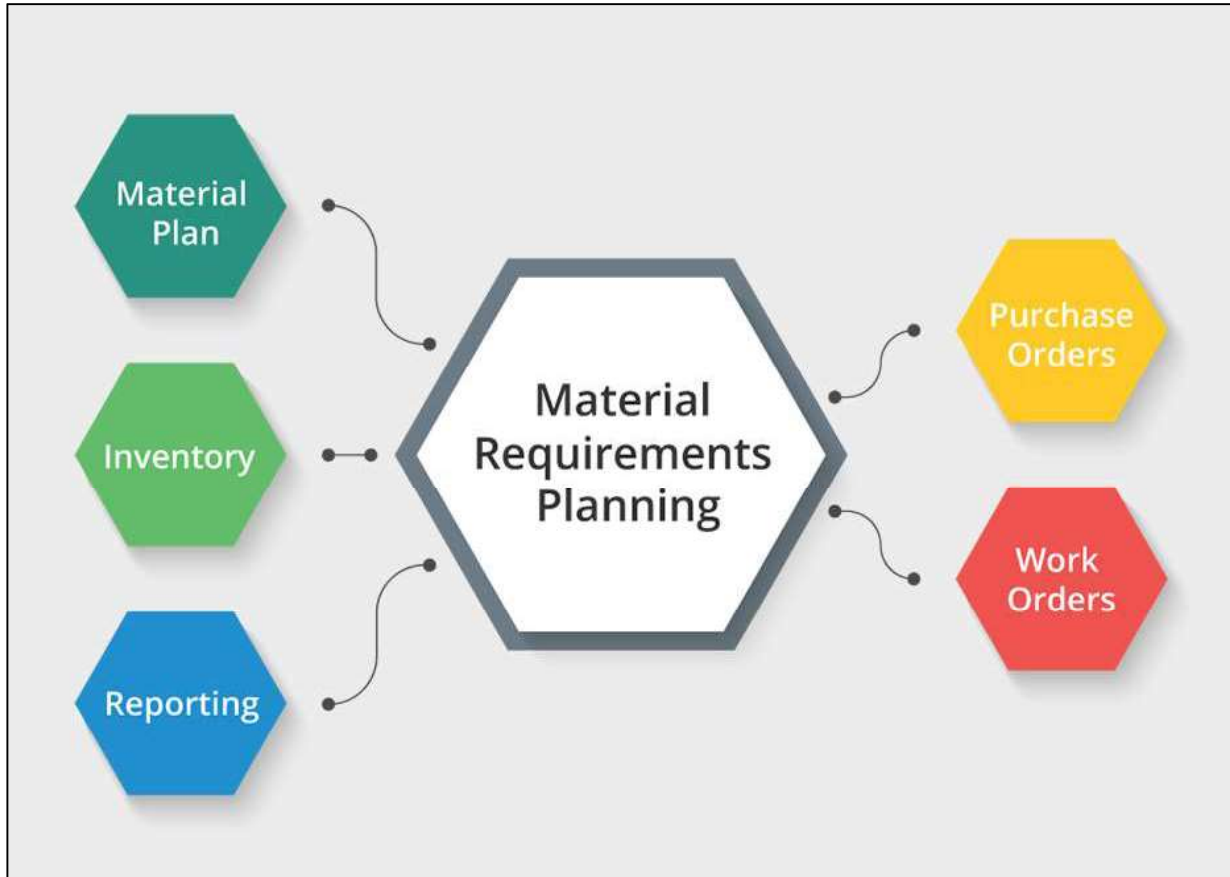 Material
Plan
Inventory
Reporting
Material
Requirements
Planning
Purchase
Orders
Work
Orders